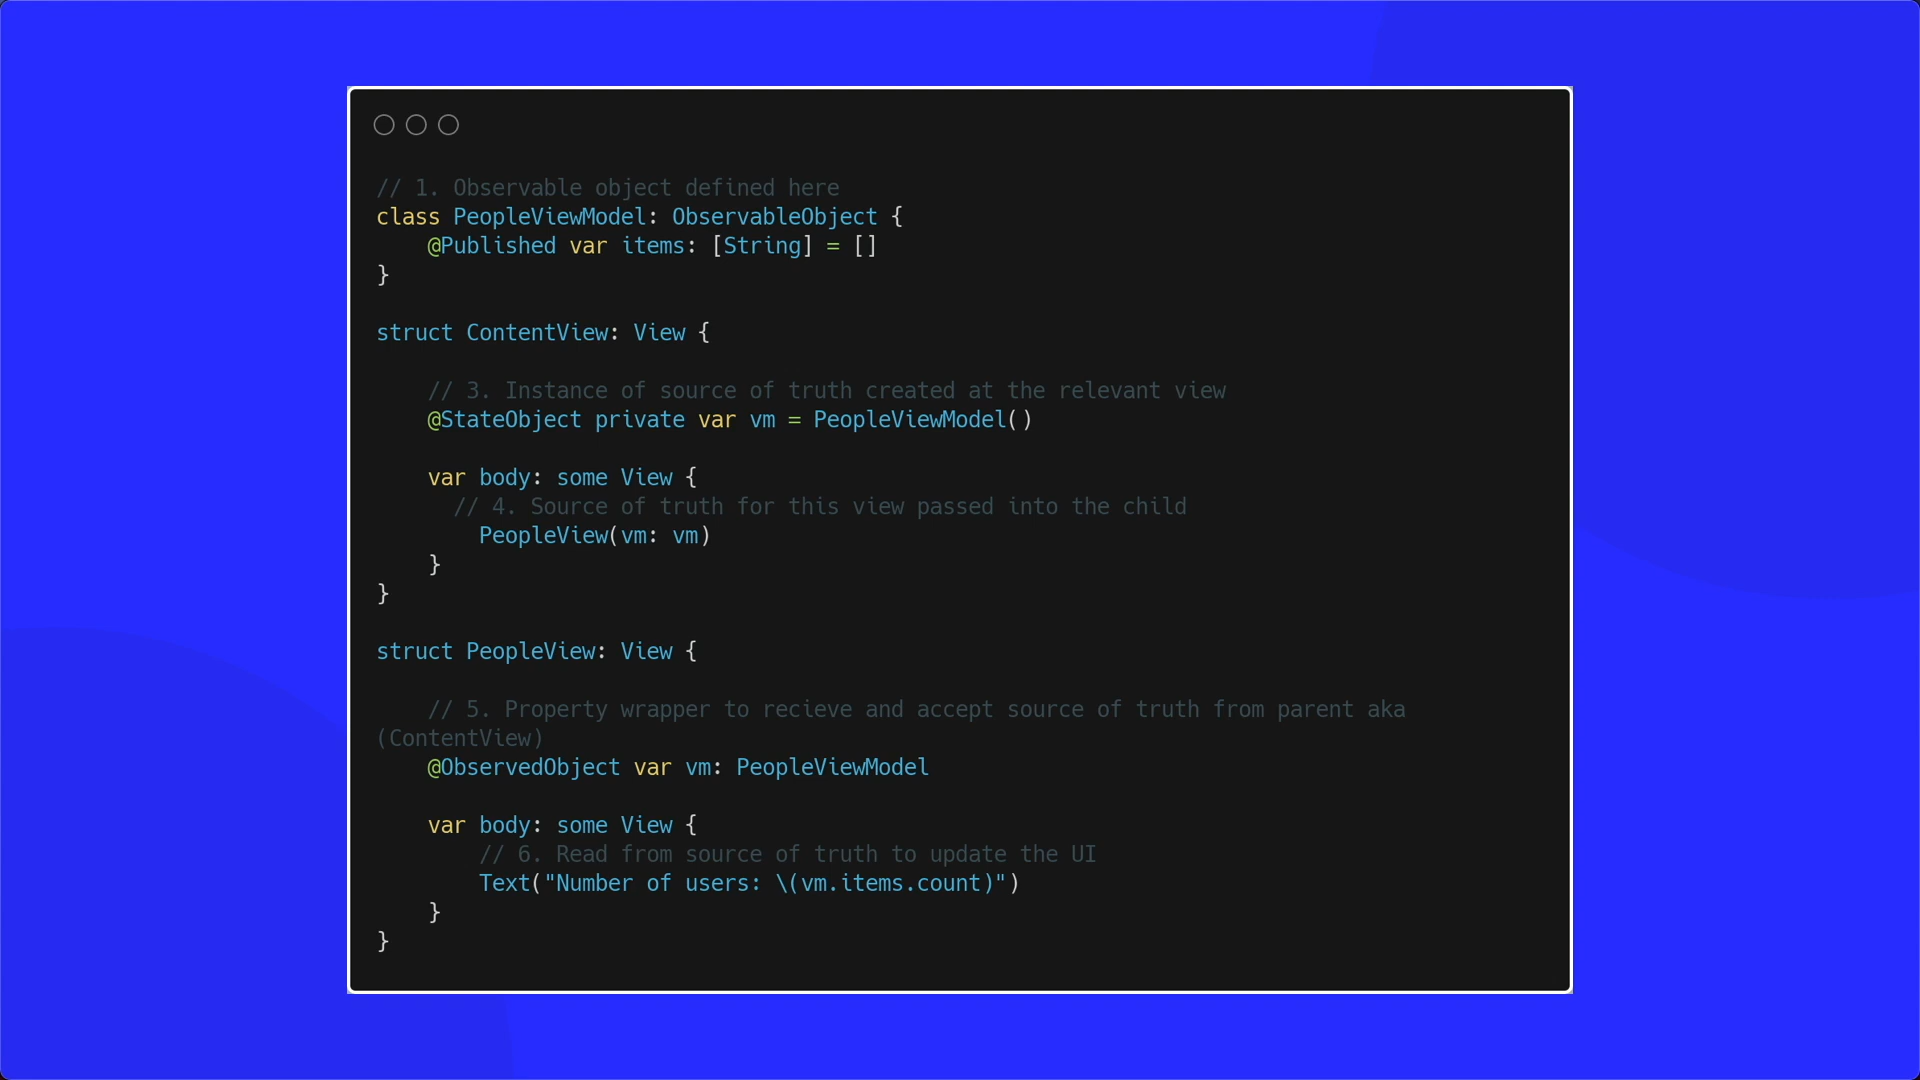 // 1. Observable object defined here
class PeopleViewModel: ObservableObject {
    @Published var items: [String] = []
}
struct ContentView: View {
    // 3. Instance of source of truth created at the relevant view
    @StateObject private var vm = PeopleViewModel()
    var body: some View {
      // 4. Source of truth for this view passed into the child
        PeopleView(vm: vm)
    }
}
struct PeopleView: View {
    // 5. Property wrapper to recieve and accept source of truth from parent aka
(ContentView)
    @ObservedObject var vm: PeopleViewModel
    var body: some View {
        // 6. Read from source of truth to update the UI
        Text("Number of users: \(vm.items.count)")
    }
}